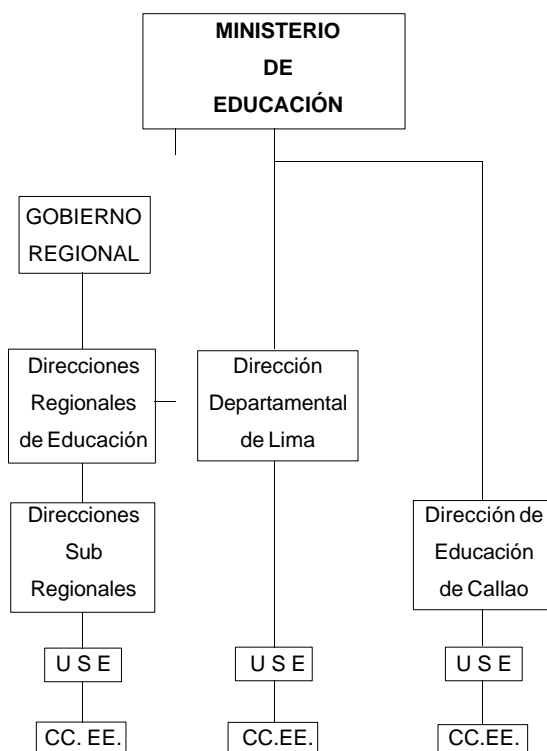 MINISTERIO
DE
EDUCACIÓN
GOBIERNO
REGIONAL
Direcciones
Regionales
de Educación
Dirección
Departamental
de Lima
Direcciones
Sub
Regionales
Dirección de
Educación
de Callao
U S E
U S E
U S E
CC. EE.
CC.EE.
CC.EE.